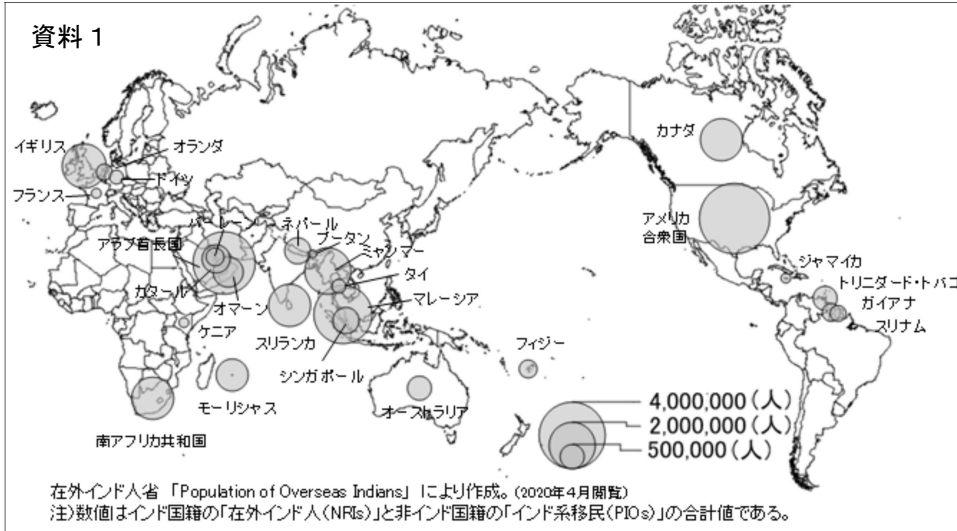 資料1
イギリス
オランダ
ドイツ
フランス
カナダ
アメリカ
合衆国
バーレーン
ネパール
ブータン
アラブ首長国
ミャンマー
タイ
カタール
オマーン
マレーシア
ケニア
スリランカ
シンガポール
ジャマイカ
トリニダード・トバゴ
ガイアナ
スリナム
フィジー
モーリシャス
オーストラリア
南アフリカ共和国
4,000,000(人)
2,000,000(人)
500,000(人)
在外インド人省 「Population of Overseas Indians」により作成。(2020年4月閲覧)
注)数値はインド国籍の「在外インド人(NRIs)」と非インド国籍の「インド系移民(PIOs)」の合計値である。